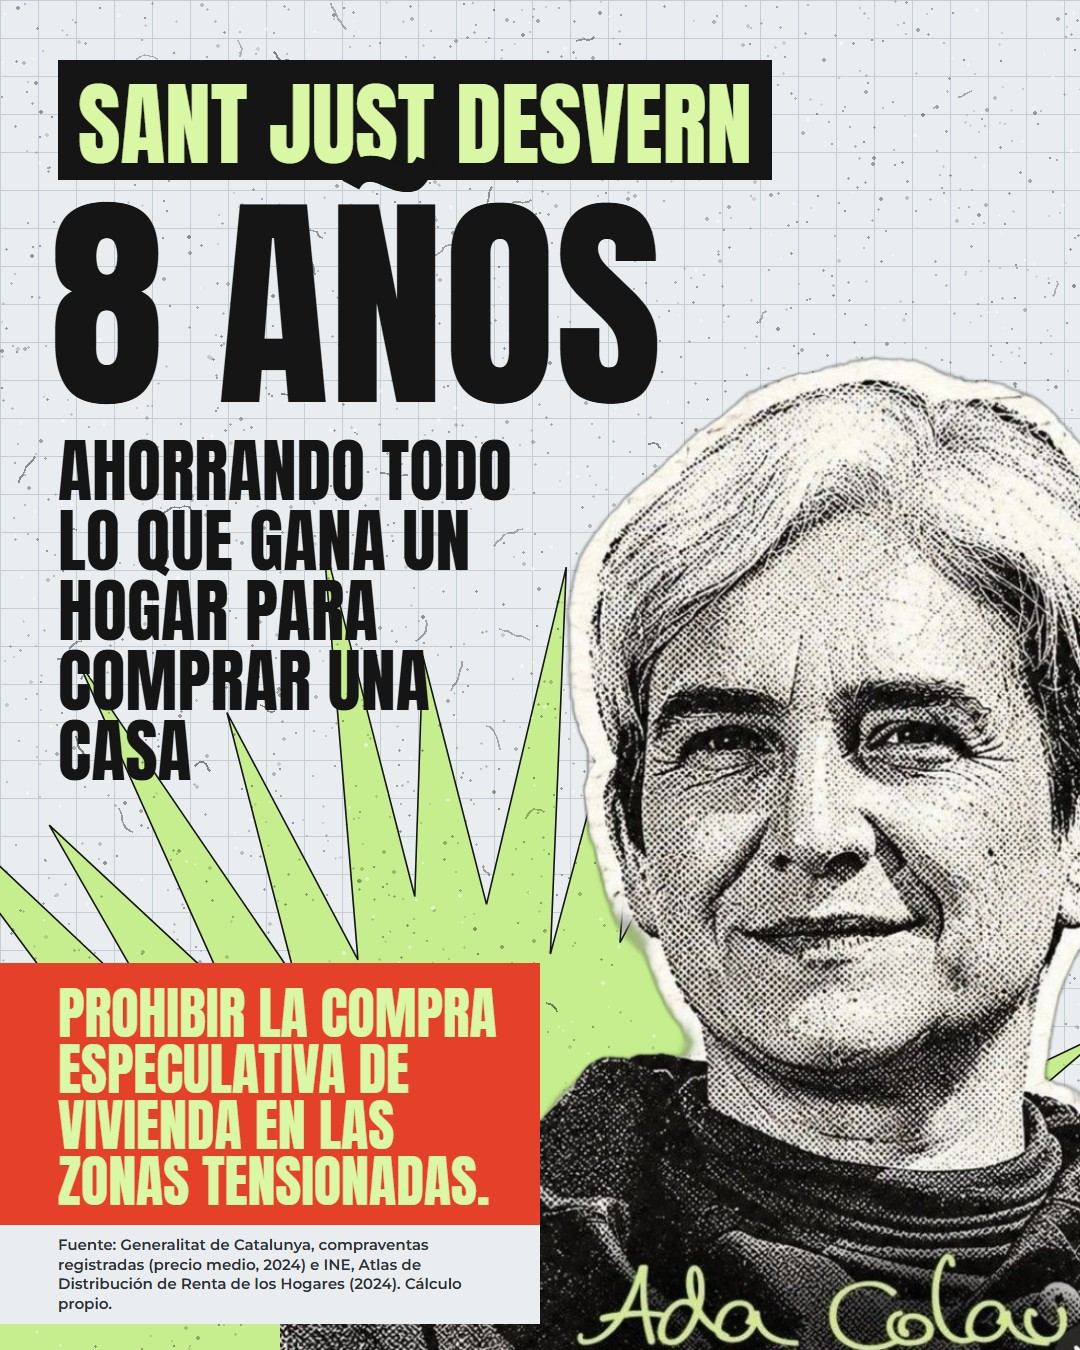 SANT JUST DESVERN
8 AÑOS
AHORRANDO TODO
LO QUE GANA UN
HOGAR PARA
COMPRAR UNA
CASA
PROHIBIR LA COMPRA
ESPECULATIVA DE
VIVIENDA EN LAS
ZONAS TENSIONADAS.
Fuente: Generalitat de Catalunya, compraventas
registradas (precio medio, 2024) e INE, Atlas de
Distribución de Renta de los Hogares (2024). Cálculo
propio.
Ada Colau